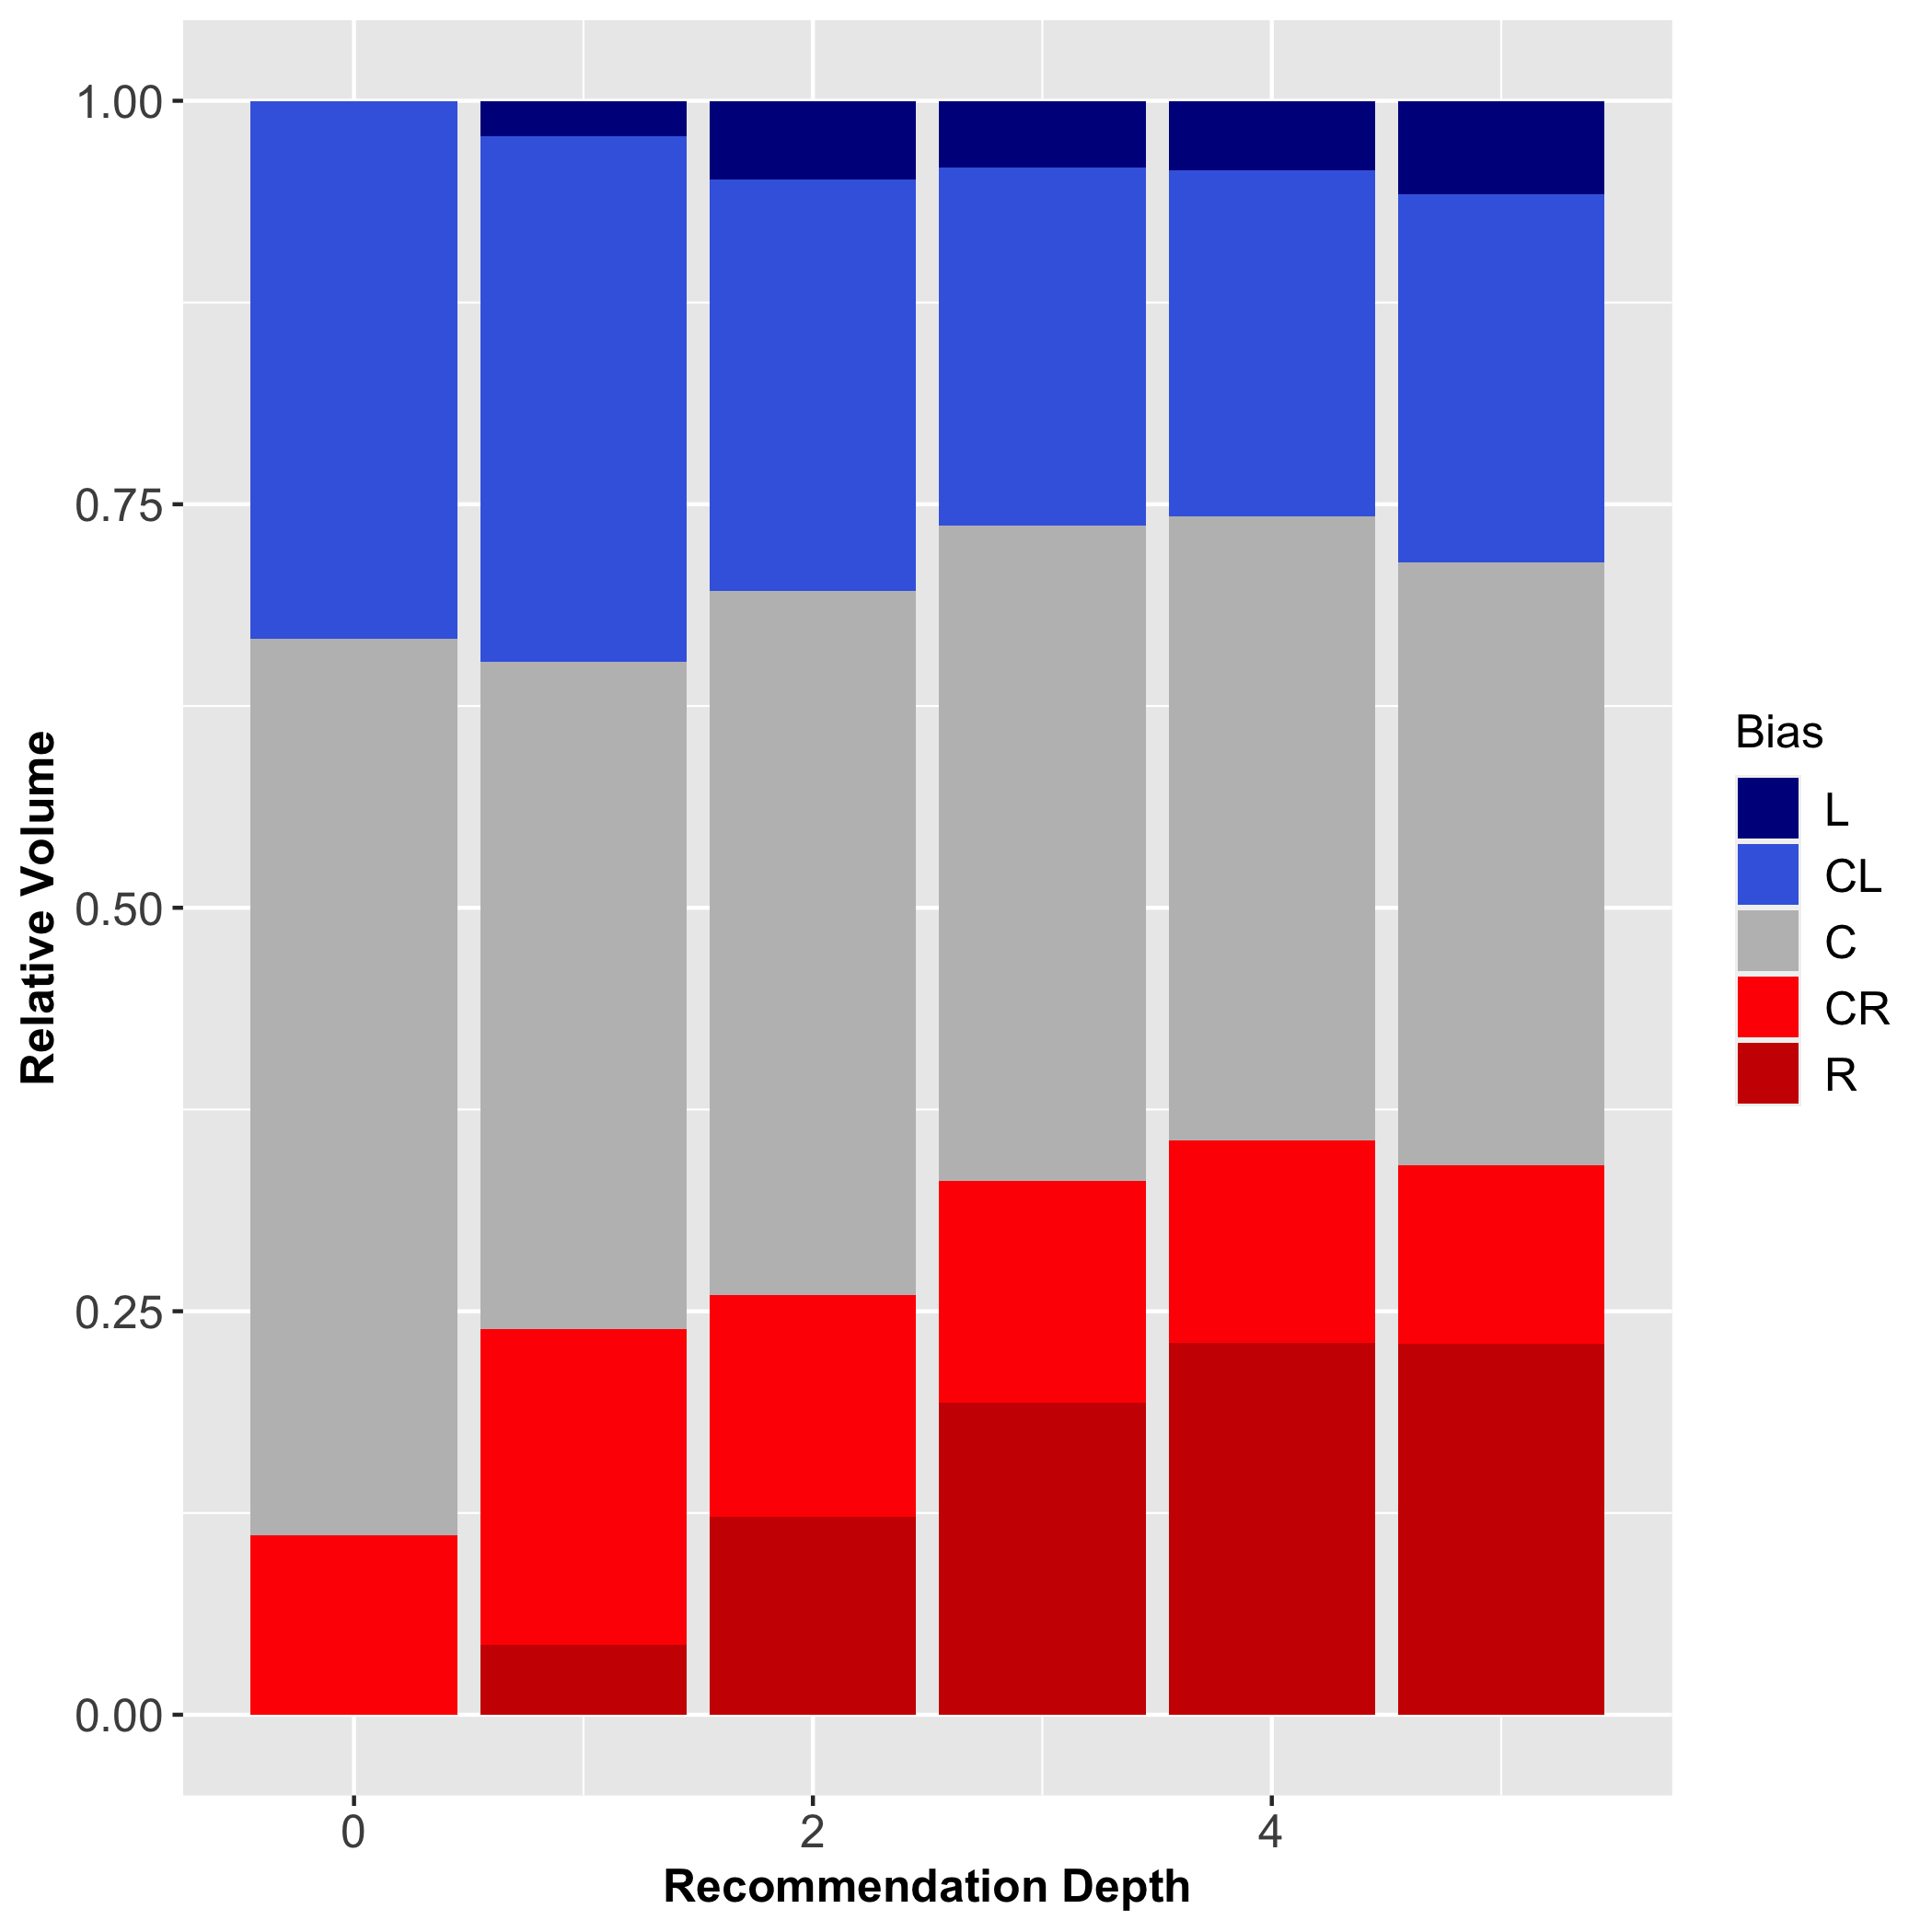 1.00
0.75
0.50
0.25
0.00
Relative Volume
0
2
4
Recommendation Depth
Bias
L
CL
C
CR
R